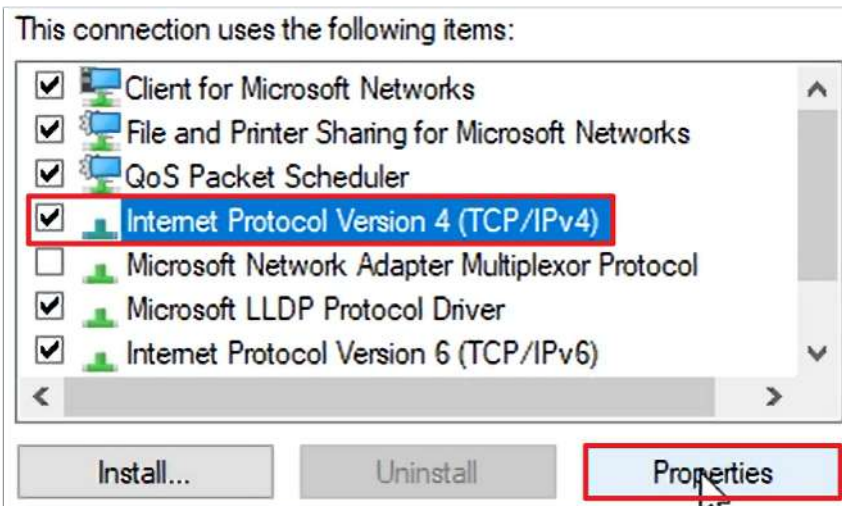 This connection uses the following items:
Client for Microsoft Networks
File and Printer Sharing for Microsoft Networks
QoS Packet Scheduler
Internet Protocol Version 4 (TCP/IPv4)
Microsoft Network Adapter Multiplexor Protocol
Microsoft LLDP Protocol Driver
Internet Protocol Version 6 (TCP/IPv6)
Install...
Uninstall
Properties